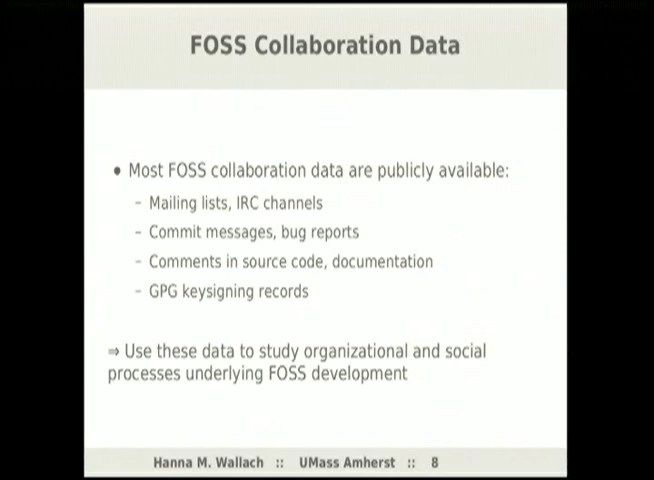 FOSS Collaboration Data
• Most FOSS collaboration data are publicly available:
– Mailing lists, IRC channels
– Commit messages, bug reports
– Comments in source code, documentation
– GPG keysigning records
⇒ Use these data to study organizational and social
processes underlying FOSS development
Hanna M. Wallach :: UMass Amherst :: 8